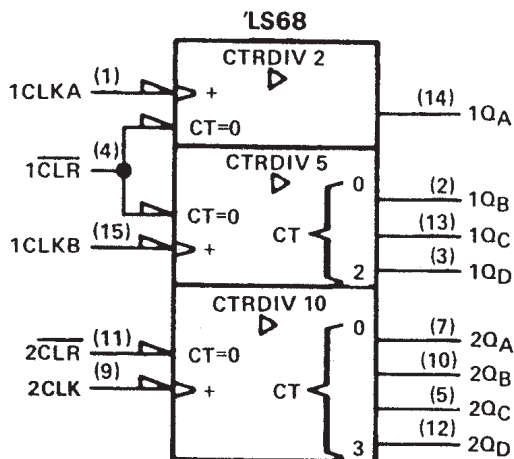 'LS68
CTRDIV 2
1CLKA (1) + (14) 1QA
CT=0
1CLR (4)
CTRDIV 5
0
(2) 1QB
CT=0
CT (13) 1QC
1CLKB (15) +
2 (3) 1QD
CTRDIV 10
0
(7) 2QA
2CLR (11) CT=0
(10) 2QB
2CLK (9) + CT
(5) 2QC
3 (12) 2QD